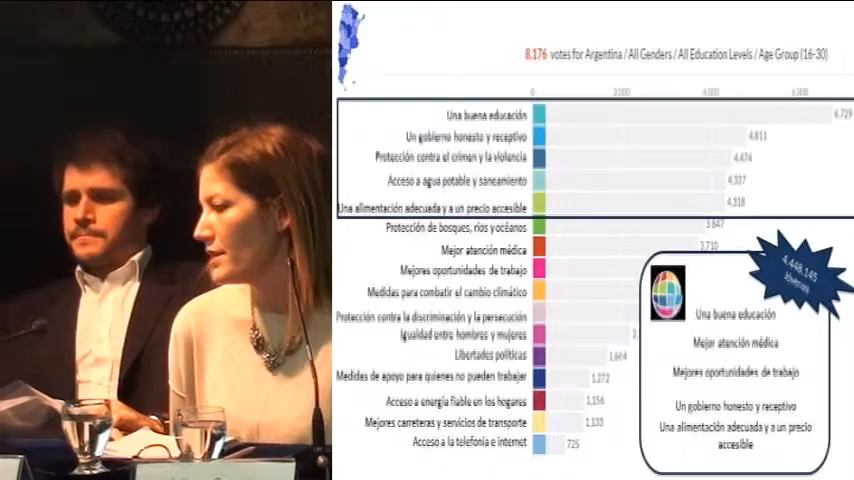 8.176 votes for Argentina / All Genders / All Education Levels / Age Group (16-30)
0
Una buena educación 6,729
Un gobierno honesto y receptivo 4,811
Protección contra el crimen y la violencia 4,474
Acceso a agua potable y saneamiento 4,337
Una alimentación adecuada y a un precio accesible 4,318
Protección de bosques, ríos y océanos 3,847
Mejor atención médica 3,710
Mejores oportunidades de trabajo
Medidas para combatir el cambio climático
Protección contra la discriminación y la persecución
Igualdad entre hombres y mujeres
Libertades políticas 1,664
Medidas de apoyo para quienes no pueden trabajar 1,272
Acceso a energía fiable en los hogares 1,156
Mejores carreteras y servicios de transporte 1,133
Acceso a la telefonía e internet 725
4.448.145
Jóvenes
Una buena educación
Mejor atención médica
Mejores oportunidades de trabajo
Un gobierno honesto y receptivo
Una alimentación adecuada y a un precio
accesible